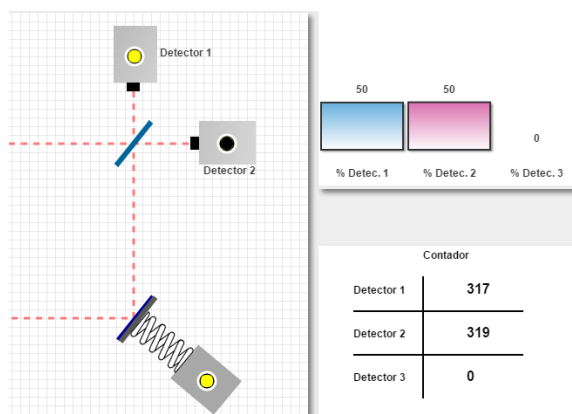 Detector 1
Detector 2
50 50 0
% Detec. 1 % Detec. 2 % Detec. 3
Contador
Detector 1 317
Detector 2 319
Detector 3 0